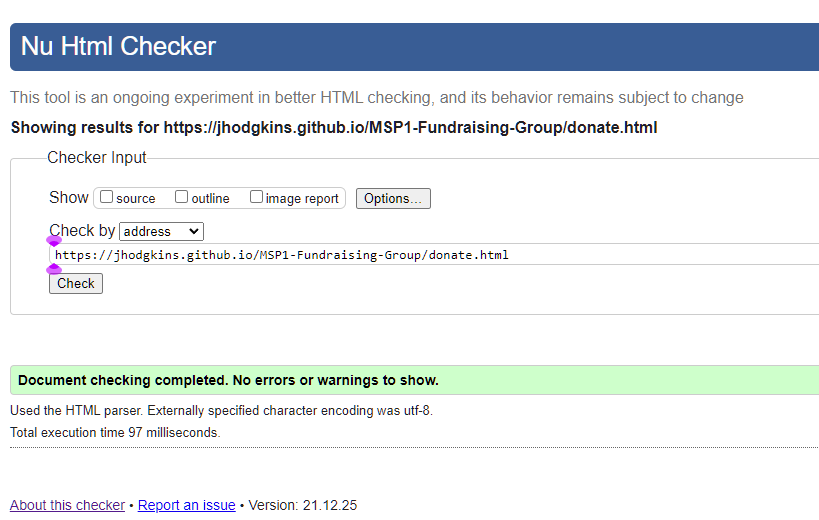 Nu Html Checker
This tool is an ongoing experiment in better HTML checking, and its behavior remains subject to change
Showing results for https://jhodgkins.github.io/MSP1-Fundraising-Group/donate.html
Checker Input
Show source outline image report Options...
Check by address
https://jhodgkins.github.io/MSP1-Fundraising-Group/donate.html
Check
Document checking completed. No errors or warnings to show.
Used the HTML parser. Externally specified character encoding was utf-8.
Total execution time 97 milliseconds.
About this checker • Report an issue • Version: 21.12.25